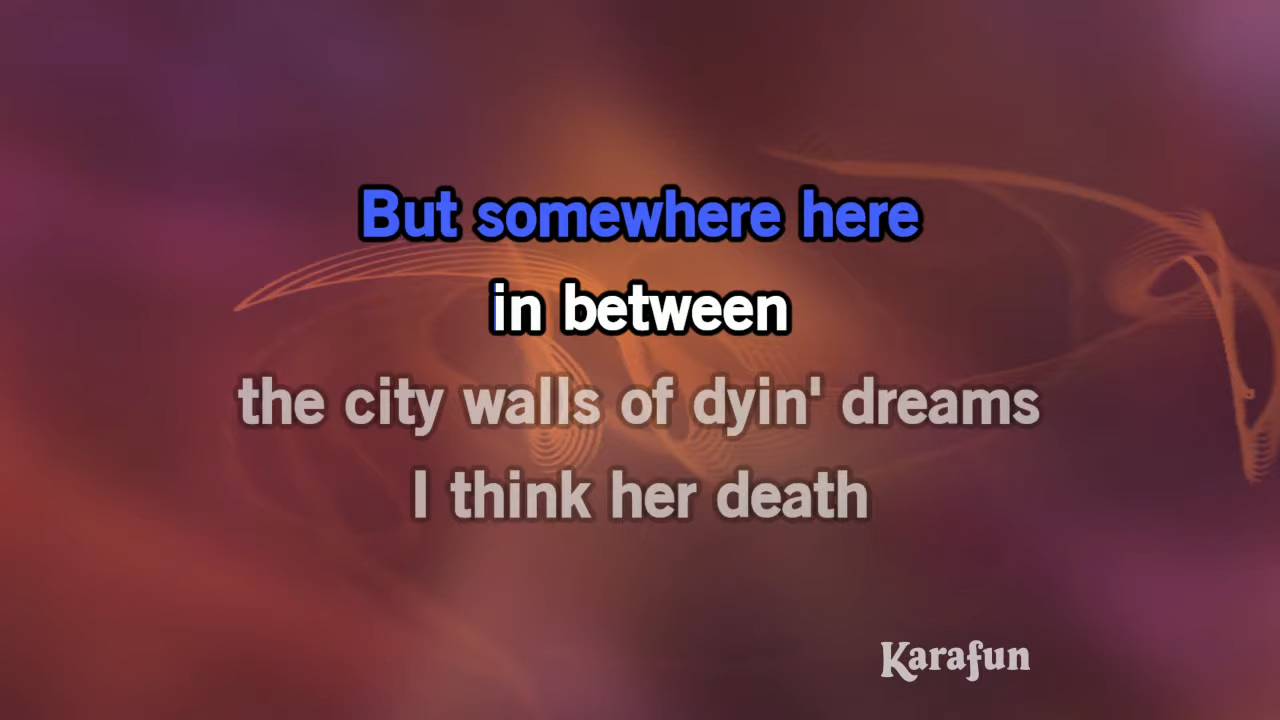 But somewhere here
in between
the city walls of dyin' dreams
I think her death
Karafun